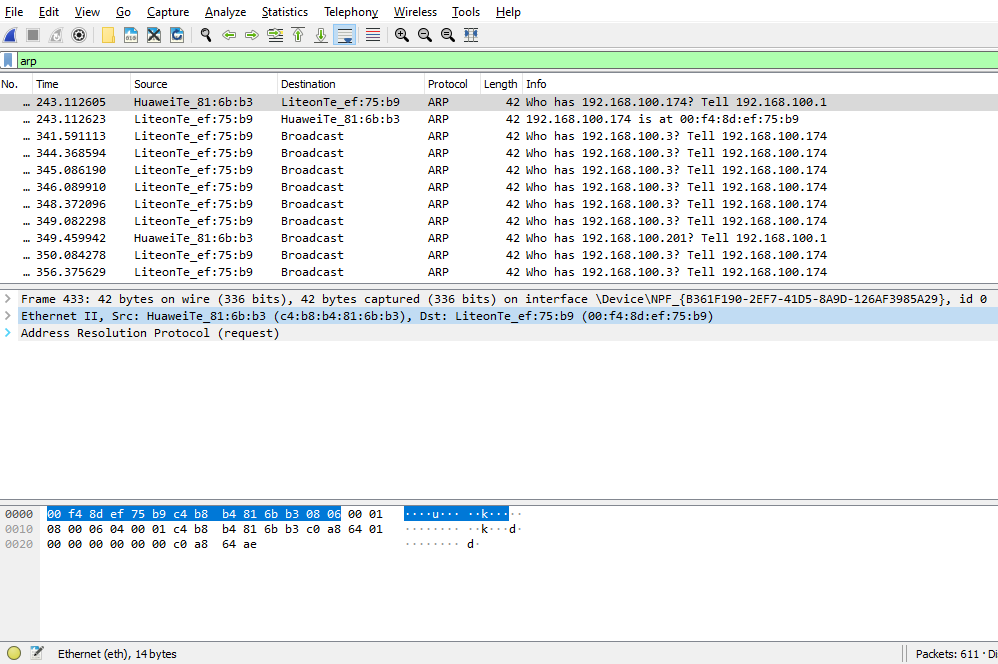 File Edit View Go Capture Analyze Statistics Telephony Wireless Tools Help
arp
No. Time Source Destination Protocol Length Info
… 243.112605 HuaweiTe_81:6b:b3 LiteonTe_ef:75:b9 ARP 42 Who has 192.168.100.174? Tell 192.168.100.1
… 243.112623 LiteonTe_ef:75:b9 HuaweiTe_81:6b:b3 ARP 42 192.168.100.174 is at 00:f4:8d:ef:75:b9
… 341.591113 LiteonTe_ef:75:b9 Broadcast ARP 42 Who has 192.168.100.3? Tell 192.168.100.174
… 344.368594 LiteonTe_ef:75:b9 Broadcast ARP 42 Who has 192.168.100.3? Tell 192.168.100.174
… 345.086190 LiteonTe_ef:75:b9 Broadcast ARP 42 Who has 192.168.100.3? Tell 192.168.100.174
… 346.089910 LiteonTe_ef:75:b9 Broadcast ARP 42 Who has 192.168.100.3? Tell 192.168.100.174
… 348.372096 LiteonTe_ef:75:b9 Broadcast ARP 42 Who has 192.168.100.3? Tell 192.168.100.174
… 349.082298 LiteonTe_ef:75:b9 Broadcast ARP 42 Who has 192.168.100.3? Tell 192.168.100.174
… 349.459942 HuaweiTe_81:6b:b3 Broadcast ARP 42 Who has 192.168.100.201? Tell 192.168.100.1
… 350.084278 LiteonTe_ef:75:b9 Broadcast ARP 42 Who has 192.168.100.3? Tell 192.168.100.174
… 356.375629 LiteonTe_ef:75:b9 Broadcast ARP 42 Who has 192.168.100.3? Tell 192.168.100.174
Frame 433: 42 bytes on wire (336 bits), 42 bytes captured (336 bits) on interface \Device\NPF_{B361F190-2EF7-41D5-8A9D-126AF3985A29}, id 0
Ethernet II, Src: HuaweiTe_81:6b:b3 (c4:b8:b4:81:6b:b3), Dst: LiteonTe_ef:75:b9 (00:f4:8d:ef:75:b9)
Address Resolution Protocol (request)
0000 00 f4 8d ef 75 b9 c4 b8 b4 81 6b b3 08 06 00 01 ····u··· ··k·····
0010 08 00 06 04 00 01 c4 b8 b4 81 6b b3 c0 a8 64 01 ········ ··k···d·
0020 00 00 00 00 00 00 c0 a8 64 ae ········ d·
Ethernet (eth), 14 bytes Packets: 611 · Di